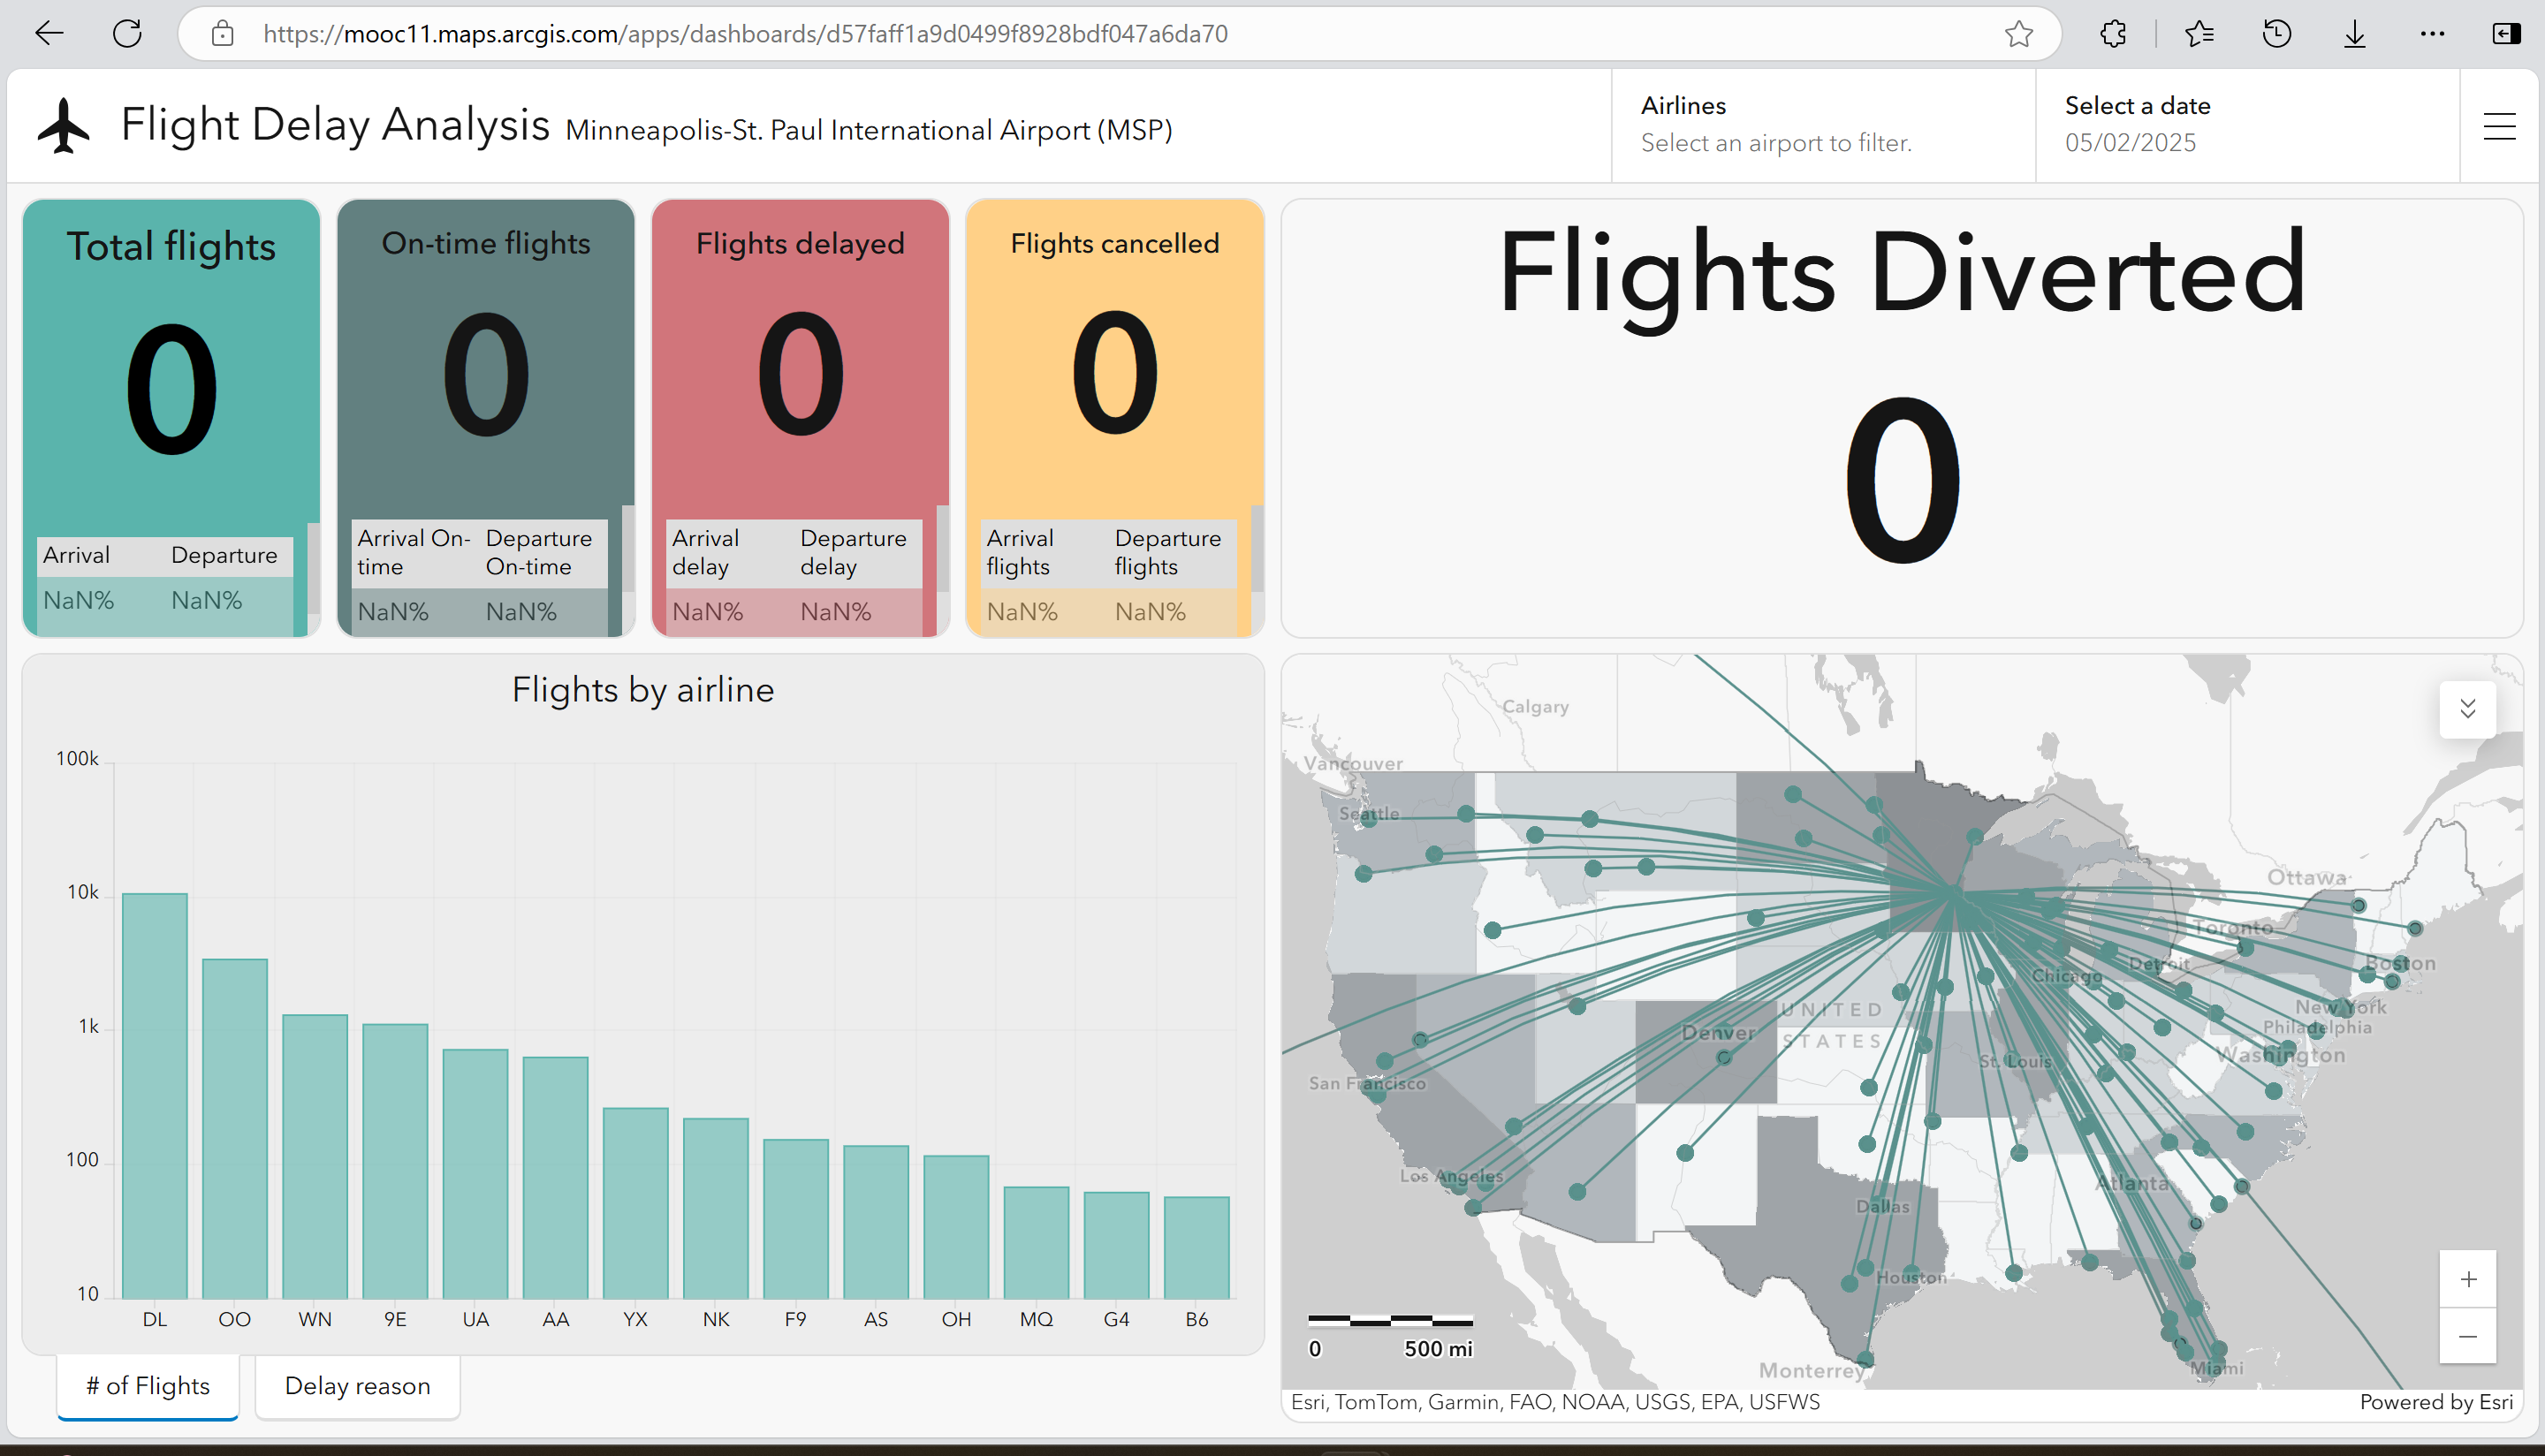 https://mooc11.maps.arcgis.com/apps/dashboards/d57faff1a9d0499f8928bdf047a6da70
Flight Delay Analysis Minneapolis-St. Paul International Airport (MSP)
Airlines
Select an airport to filter.
Select a date
05/02/2025
Total flights
0
Arrival Departure
NaN% NaN%
On-time flights
0
Arrival On-time Departure On-time
NaN% NaN%
Flights delayed
0
Arrival delay Departure delay
NaN% NaN%
Flights cancelled
0
Arrival flights Departure flights
NaN% NaN%
Flights Diverted
0
Flights by airline
100k
10k
1k
100
10
DL OO WN 9E UA AA YX NK F9 AS OH MQ G4 B6
# of Flights
Delay reason
Calgary
Vancouver
Seattle
Ottawa
Toronto
Boston
Detroit
Chicago
New York
Philadelphia
Washington
UNITED
STATES
Denver
St. Louis
San Francisco
Los Angeles
Atlanta
Dallas
Houston
Monterrey
Miami
0 500 mi
+
−
Esri, TomTom, Garmin, FAO, NOAA, USGS, EPA, USFWS
Powered by Esri